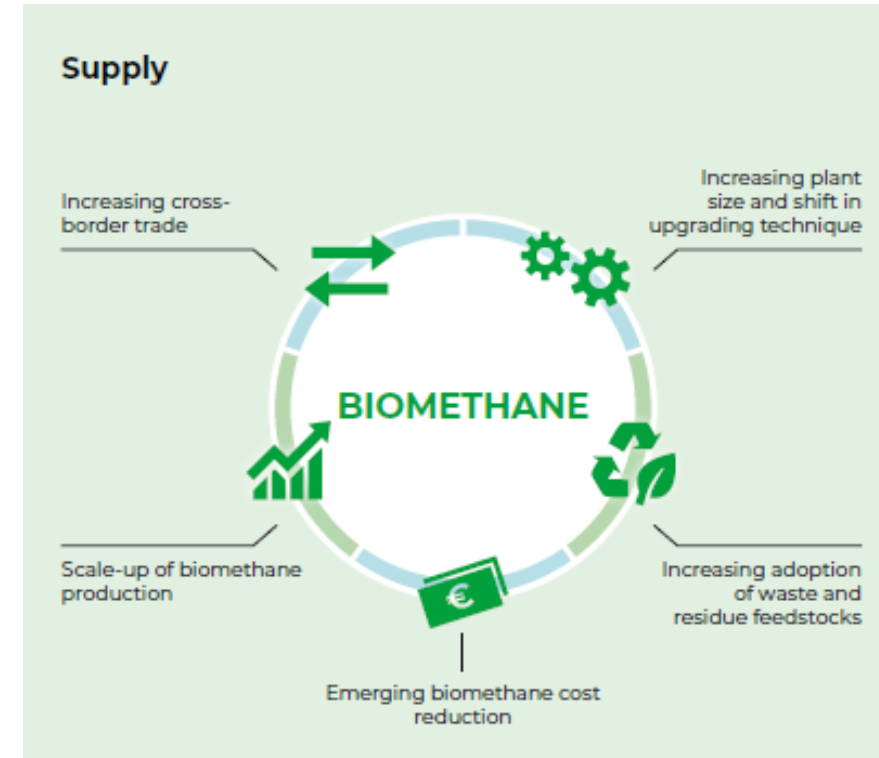 Supply
Increasing cross-
border trade
Increasing plant
size and shift in
upgrading technique
BIOMETHANE
€
Scale-up of biomethane
production
Increasing adoption
of waste and
residue feedstocks
Emerging biomethane cost
reduction